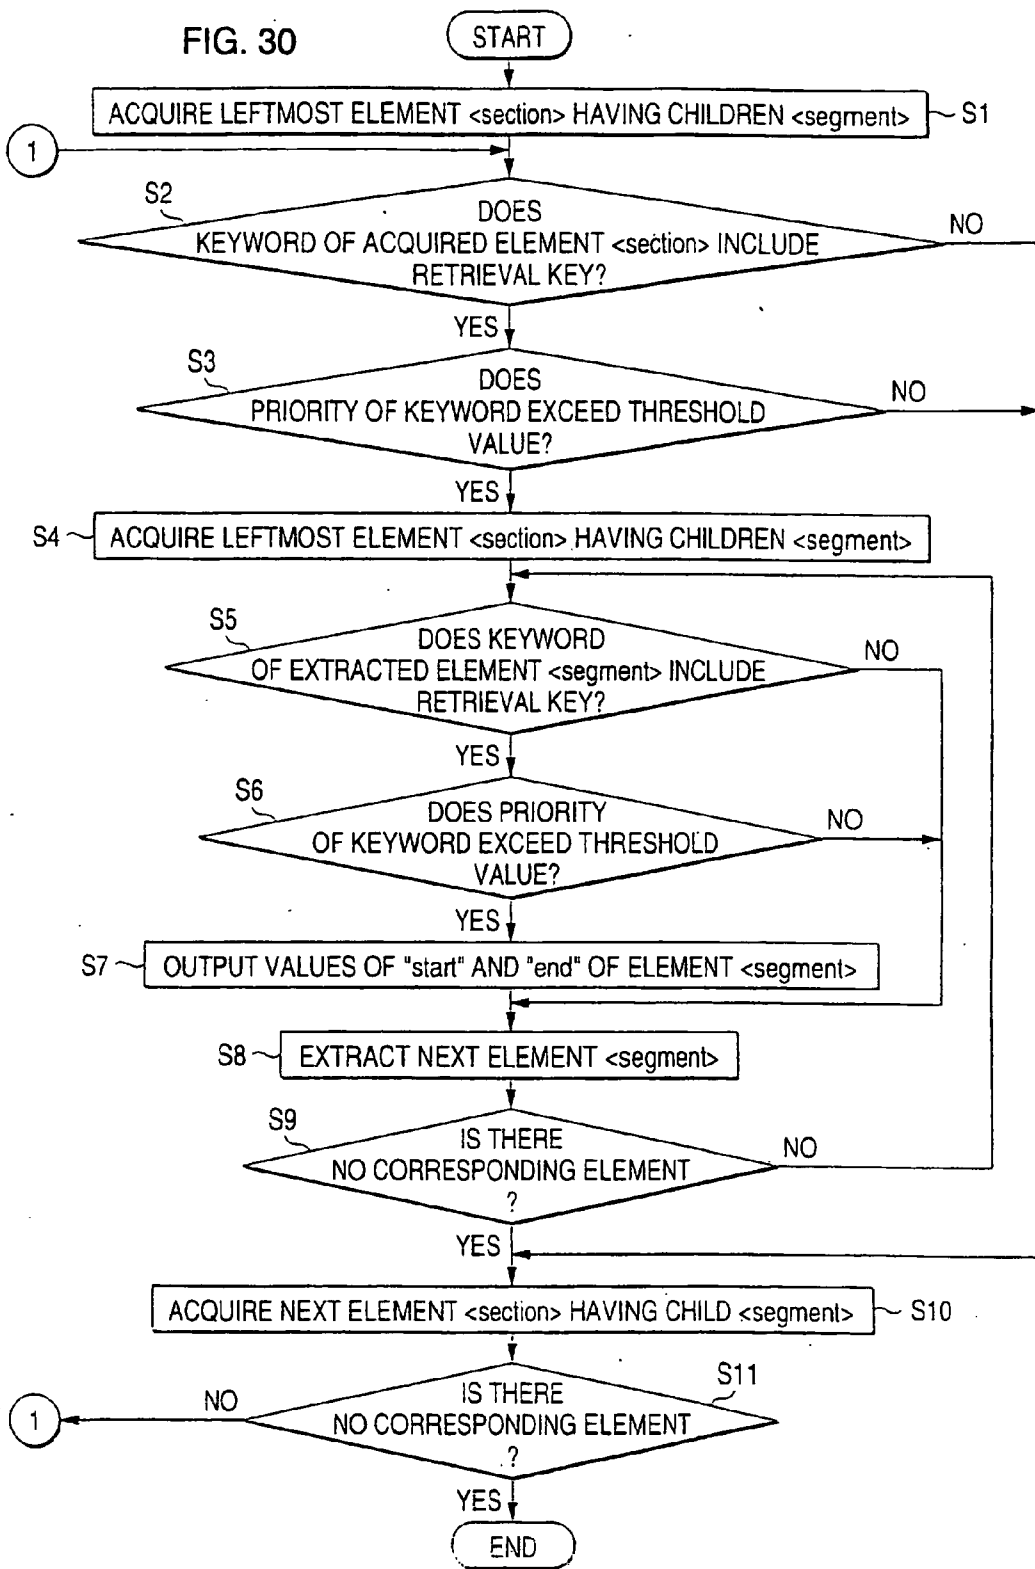 FIG. 30
START
ACQUIRE LEFTMOST ELEMENT <section> HAVING CHILDREN <segment>
S1
1
S2
DOES
KEYWORD OF ACQUIRED ELEMENT <section> INCLUDE
RETRIEVAL KEY?
NO
YES
S3
DOES
PRIORITY OF KEYWORD EXCEED THRESHOLD
VALUE?
NO
YES
S4
ACQUIRE LEFTMOST ELEMENT <section> HAVING CHILDREN <segment>
S5
DOES KEYWORD
OF EXTRACTED ELEMENT <segment> INCLUDE
RETRIEVAL KEY?
NO
YES
S6
DOES PRIORITY
OF KEYWORD EXCEED THRESHOLD
VALUE?
NO
YES
S7
OUTPUT VALUES OF "start" AND "end" OF ELEMENT <segment>
S8
EXTRACT NEXT ELEMENT <segment>
S9
IS THERE
NO CORRESPONDING ELEMENT
?
NO
YES
ACQUIRE NEXT ELEMENT <section> HAVING CHILD <segment>
S10
S11
IS THERE
NO CORRESPONDING ELEMENT
?
NO
1
YES
END